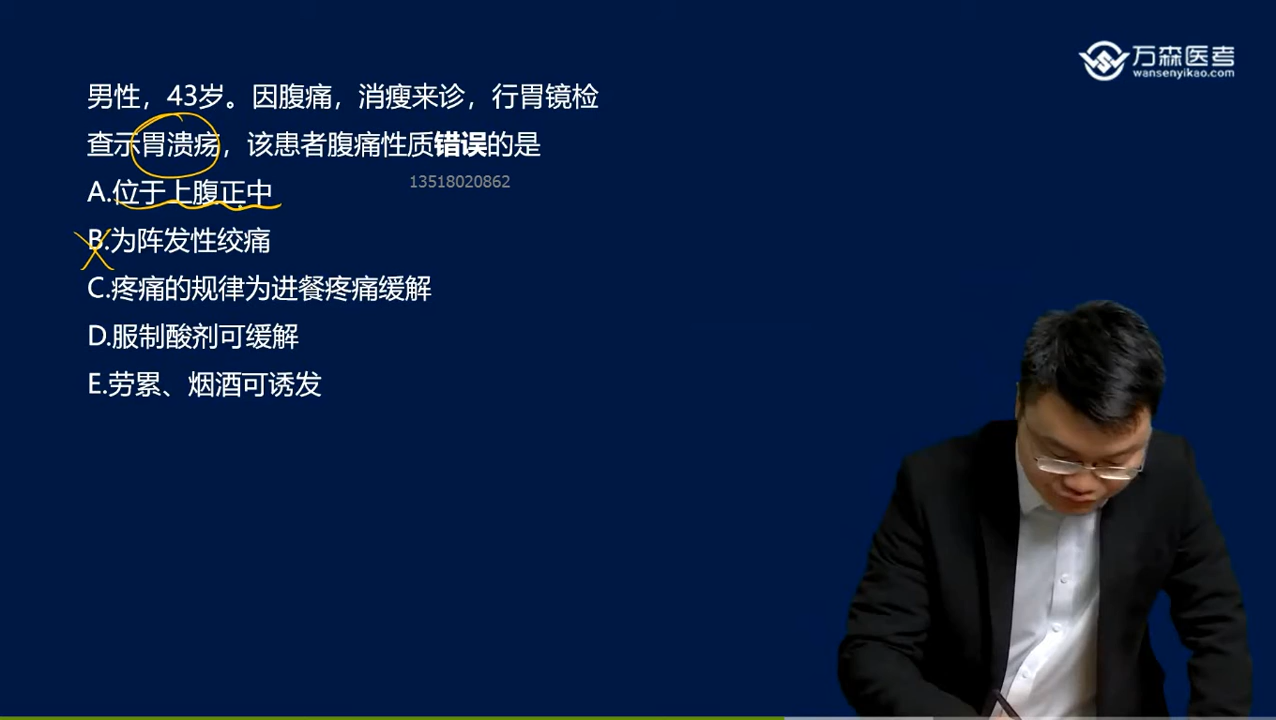 万森医考
wansenyikao.com
男性，43岁。因腹痛，消瘦来诊，行胃镜检
查示胃溃疡，该患者腹痛性质错误的是
13518020862
A.位于上腹正中
B.为阵发性绞痛
C.疼痛的规律为进餐疼痛缓解
D.服制酸剂可缓解
E.劳累、烟酒可诱发